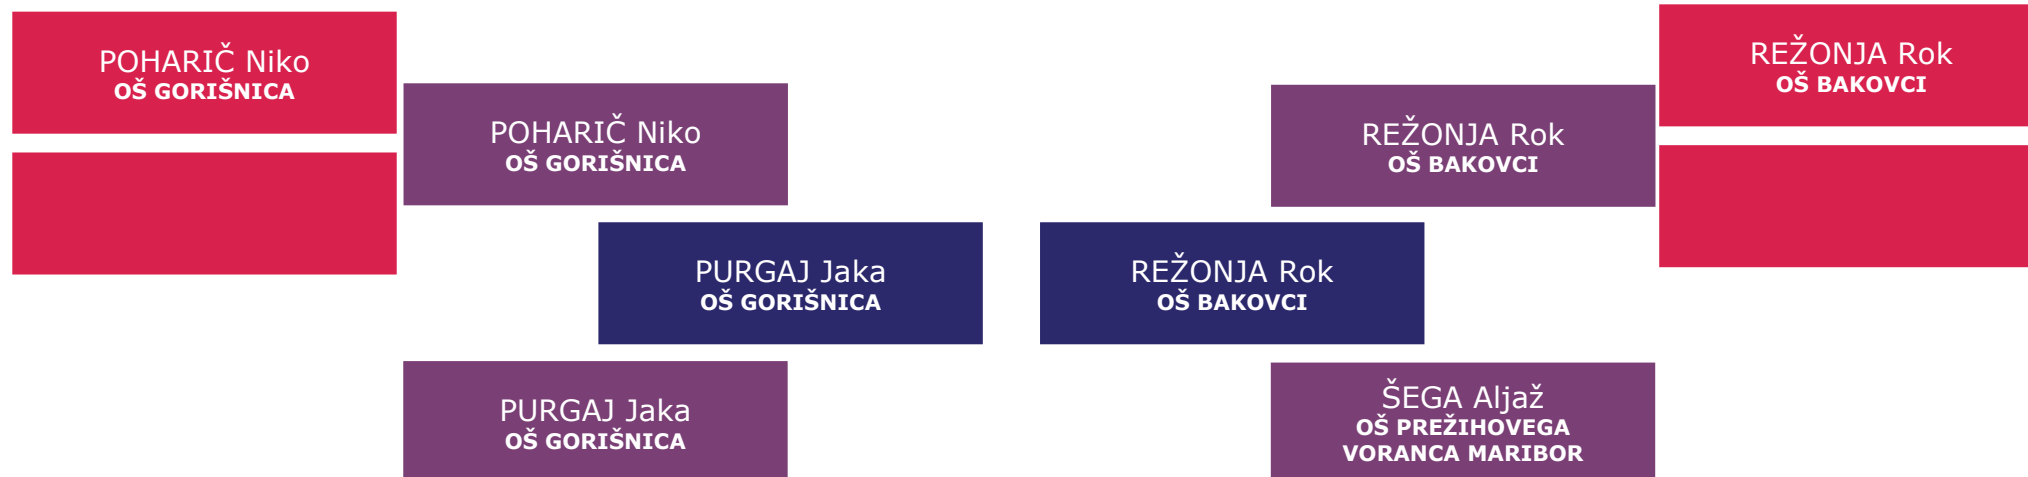 POHARIČ Niko
OŠ GORIŠNICA
POHARIČ Niko
OŠ GORIŠNICA
PURGAJ Jaka
OŠ GORIŠNICA
PURGAJ Jaka
OŠ GORIŠNICA
REŽONJA Rok
OŠ BAKOVCI
REŽONJA Rok
OŠ BAKOVCI
REŽONJA Rok
OŠ BAKOVCI
ŠEGA Aljaž
OŠ PREŽIHOVEGA
VORANCA MARIBOR